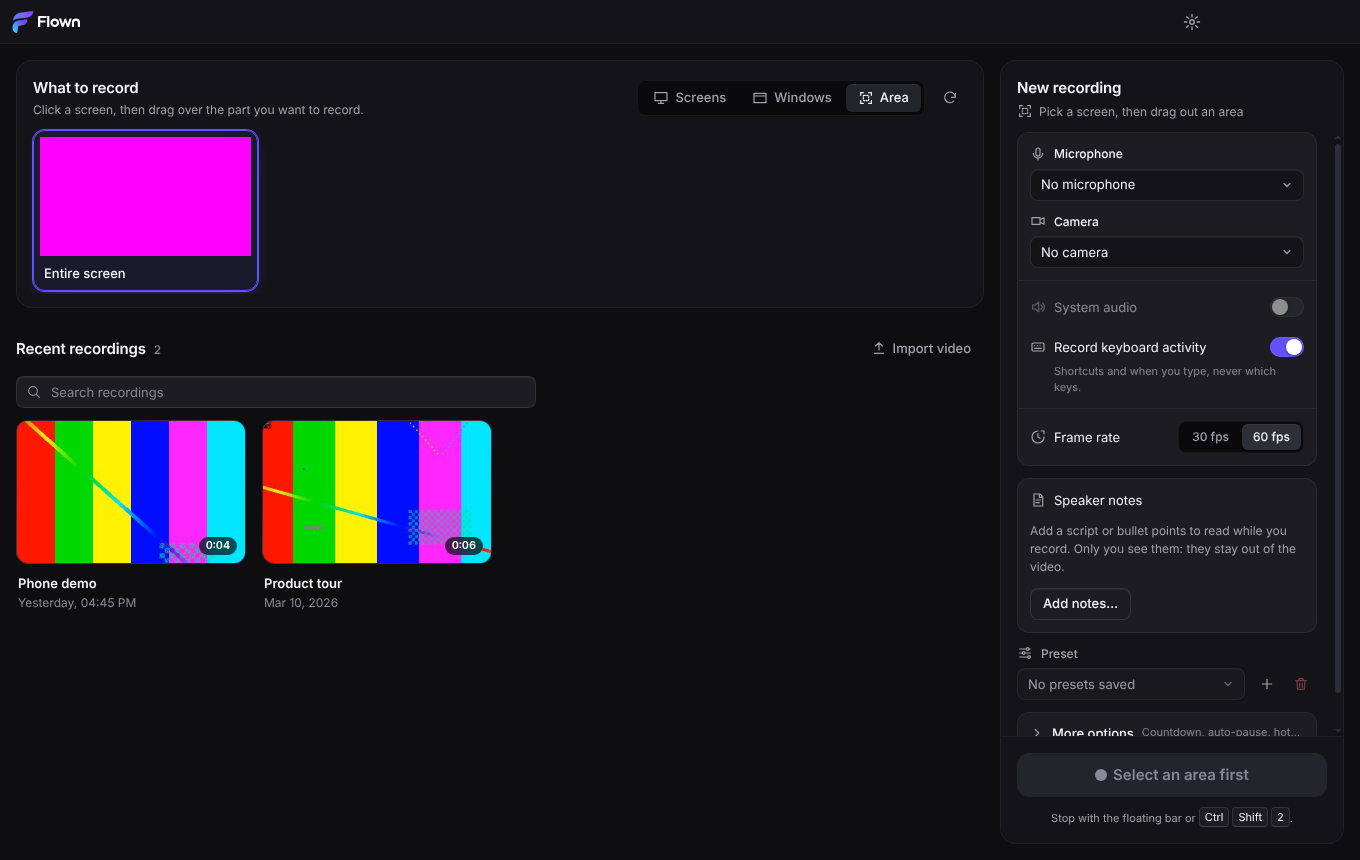 Flown
What to record
Click a screen, then drag over the part you want to record.
Screens
Windows
Area
Entire screen
Recent recordings 2
Import video
Search recordings
0:04
Phone demo
Yesterday, 04:45 PM
0:06
Product tour
Mar 10, 2026
New recording
Pick a screen, then drag out an area
Microphone
No microphone
Camera
No camera
System audio
Record keyboard activity
Shortcuts and when you type, never which
keys.
Frame rate
30 fps
60 fps
Speaker notes
Add a script or bullet points to read while you
record. Only you see them: they stay out of the
video.
Add notes...
Preset
No presets saved
More options Countdown, auto-pause, hot...
Select an area first
Stop with the floating bar or Ctrl Shift 2.